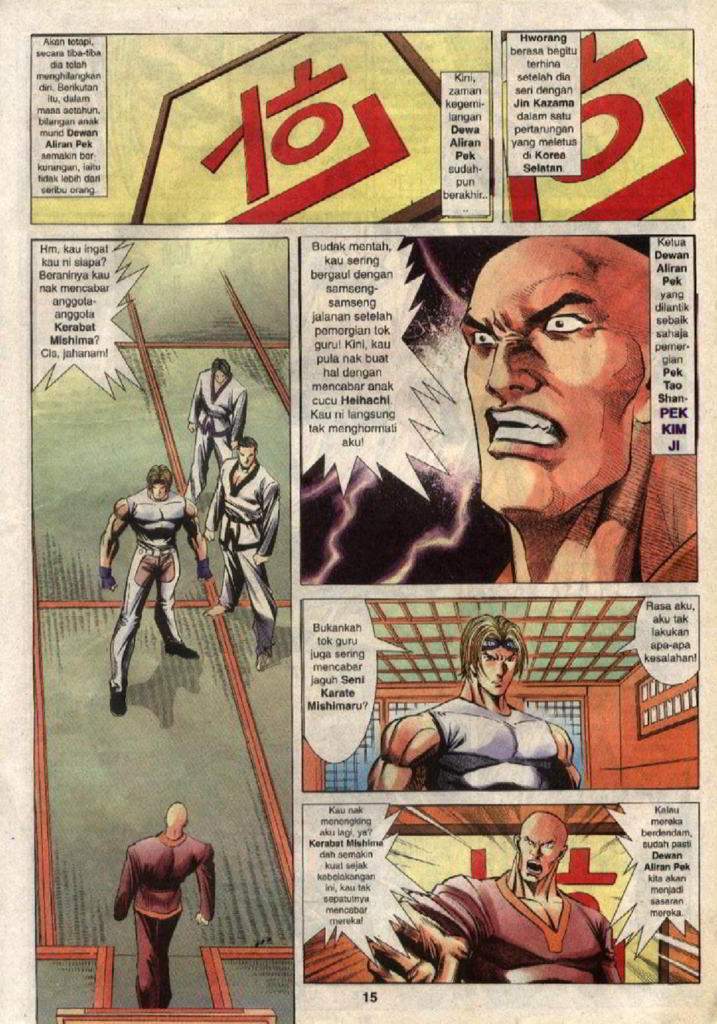 Akan tetapi,
secara tiba-tiba
dia telah
menghilangkan
diri. Berikutan
itu, dalam
masa setahun,
bilangan anak
murid Dewan
Aliran Pek
semakin ber-
kurangan, iaitu
tidak lebih dari
seribu orang.
Kini,
zaman
kegemi-
langan
Dewa
Aliran
Pek
sudah-
pun
berakhir..
..
Hworang
berasa begitu
terhina
setelah dia
seri dengan
Jin Kazama
dalam satu
pertarungan
yang meletus
di Korea
Selatan.
Hm, kau ingat
kau ni siapa?
Beraninya kau
nak mencabar
anggota-
anggota
Kerabat
Mishima?
Cis, jahanam!
Budak mentah,
kau sering
bergaul dengan
samseng-
samseng
jalanan setelah
pemergian tok
guru! Kini, kau
pula nak buat
hal dengan
mencabar anak
cucu Heihachi.
Kau ni langsung
tak menghormati
aku!
Ketua
Dewan
Aliran
Pek
yang
dilantik
sebaik
sahaja
pemer-
gian
Pek
Tao
Shan-
PEK
KIM
JI
Bukankah
tok guru
juga sering
mencabar
jaguh Seni
Karate
Mishimaru?
Rasa aku,
aku tak
lakukan
apa-apa
kesalahan!
Kau nak
menengking
aku lagi, ya?
Kerabat Mishima
dah semakin
kuat sejak
kebelakangan
ini, kau tak
sepatutnya
mencabar
mereka!
Kalau
mereka
berdendam,
sudah pasti
Dewan
Aliran Pek
kita akan
menjadi
sasaran
mereka.
15